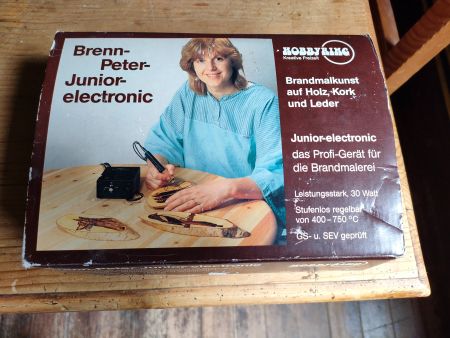 Brenn-
Peter-
Junior-
electronic
HOBBYRING
Kreative Freizeit
Brandmalkunst
auf Holz, Kork
und Leder
Junior-electronic
das Profi-Gerät für
die Brandmalerei
Leistungsstark, 30 Watt
Stufenlos regelbar
von 400–750 °C
GS- u. SEV geprüft